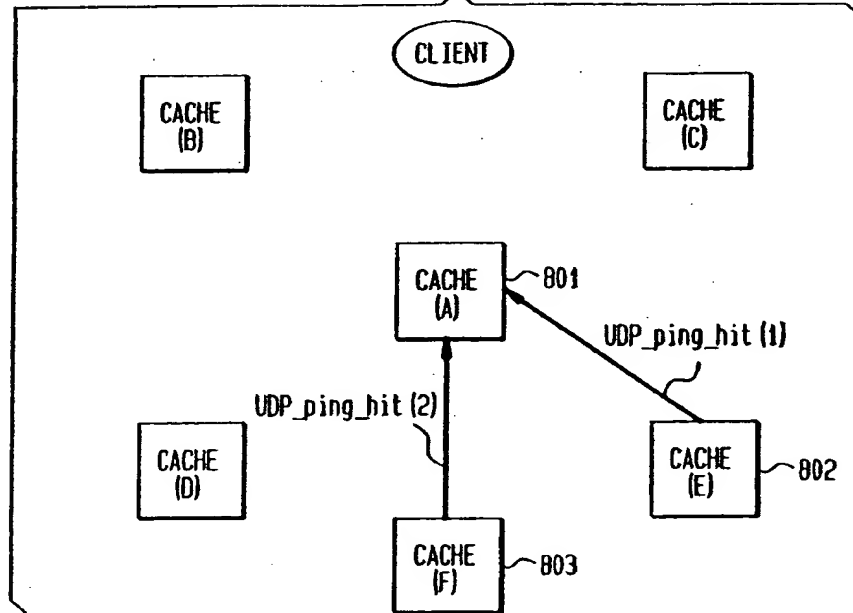 CLIENT
CACHE
(B)
CACHE
(C)
CACHE
(A)
801
UDP_ping_hit (1)
UDP_ping_hit (2)
CACHE
(D)
CACHE
(E)
802
CACHE
(F)
803